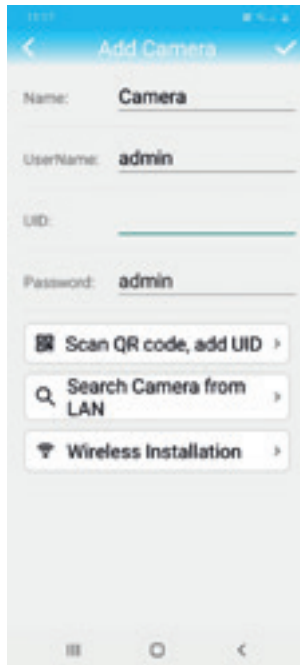 Add Camera
Name: Camera
UserName: admin
UID:
Password: admin
Scan QR code, add UID
Search Camera from
LAN
Wireless Installation